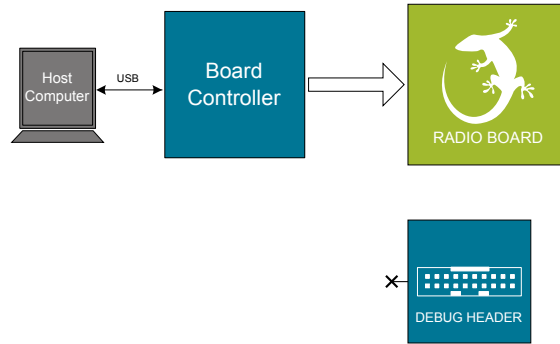 Host
Computer
USB
Board
Controller
RADIO BOARD
DEBUG HEADER